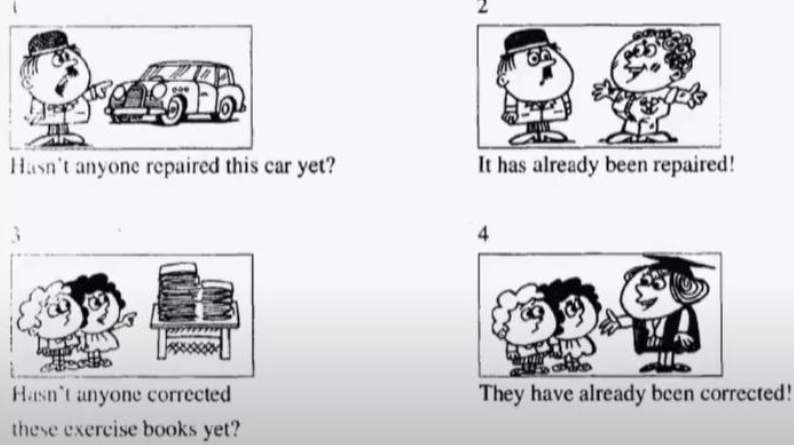 1
2
Hasn't anyone repaired this car yet?
It has already been repaired!
3
4
Hasn't anyone corrected
these exercise books yet?
They have already been corrected!